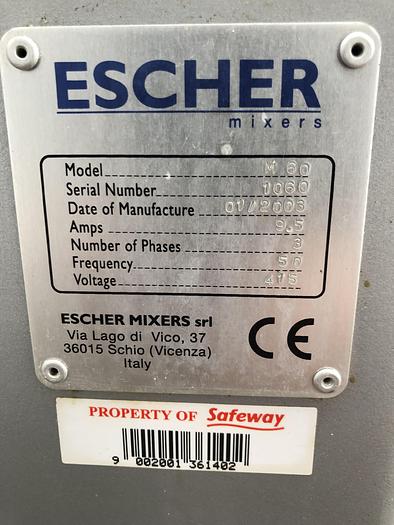 ESCHER
mixers
Model M 60
Serial Number 1060
Date of Manufacture 01/2003
Amps 9.5
Number of Phases 3
Frequency 50
Voltage 415
ESCHER MIXERS srl
Via Lago di Vico, 37
36015 Schio (Vicenza)
Italy
CE
PROPERTY OF Safeway
9 002001 361402